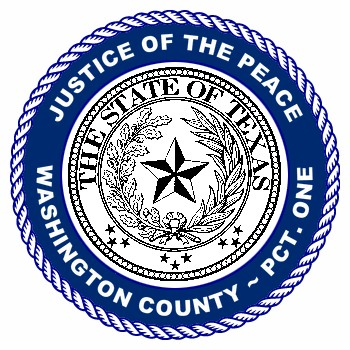 JUSTICE OF THE PEACE
THE STATE OF TEXAS
WASHINGTON COUNTY ~ PCT. ONE